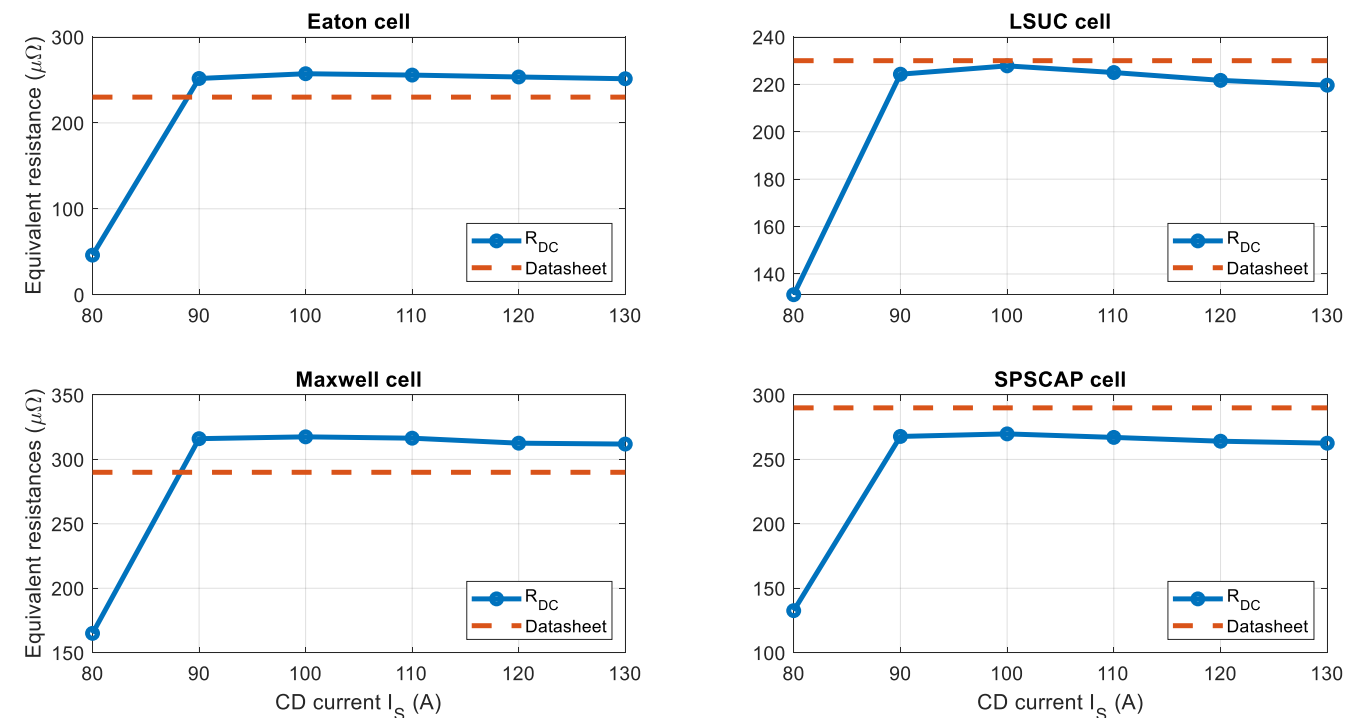 Eaton cell
Equivalent resistance (μΩ)
300
200
100
0
80 90 100 110 120 130
R_DC
Datasheet
LSUC cell
240
220
200
180
160
140
80 90 100 110 120 130
R_DC
Datasheet
Maxwell cell
Equivalent resistances (μΩ)
350
300
250
200
150
80 90 100 110 120 130
CD current I_S (A)
R_DC
Datasheet
SPSCAP cell
300
250
200
150
100
80 90 100 110 120 130
CD current I_S (A)
R_DC
Datasheet